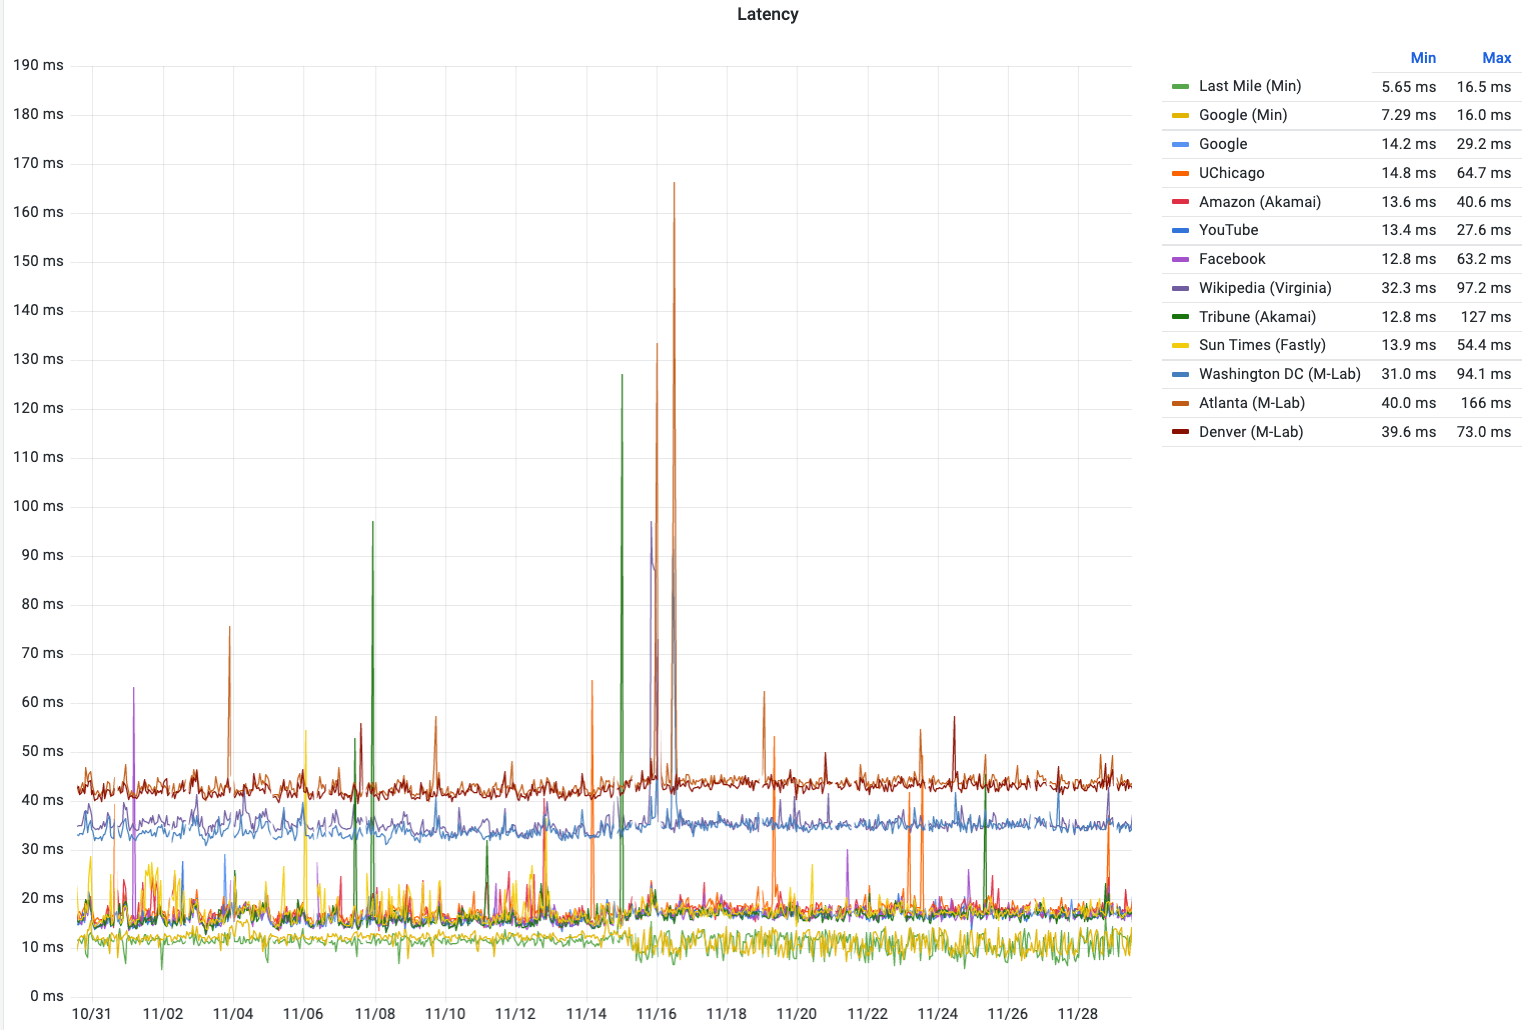 Latency
Min Max
190 ms
180 ms
170 ms
160 ms
150 ms
140 ms
130 ms
120 ms
110 ms
100 ms
90 ms
80 ms
70 ms
60 ms
50 ms
40 ms
30 ms
20 ms
10 ms
0 ms
10/31 11/02 11/04 11/06 11/08 11/10 11/12 11/14 11/16 11/18 11/20 11/22 11/24 11/26 11/28
Last Mile (Min) 5.65 ms 16.5 ms
Google (Min) 7.29 ms 16.0 ms
Google 14.2 ms 29.2 ms
UChicago 14.8 ms 64.7 ms
Amazon (Akamai) 13.6 ms 40.6 ms
YouTube 13.4 ms 27.6 ms
Facebook 12.8 ms 63.2 ms
Wikipedia (Virginia) 32.3 ms 97.2 ms
Tribune (Akamai) 12.8 ms 127 ms
Sun Times (Fastly) 13.9 ms 54.4 ms
Washington DC (M-Lab) 31.0 ms 94.1 ms
Atlanta (M-Lab) 40.0 ms 166 ms
Denver (M-Lab) 39.6 ms 73.0 ms